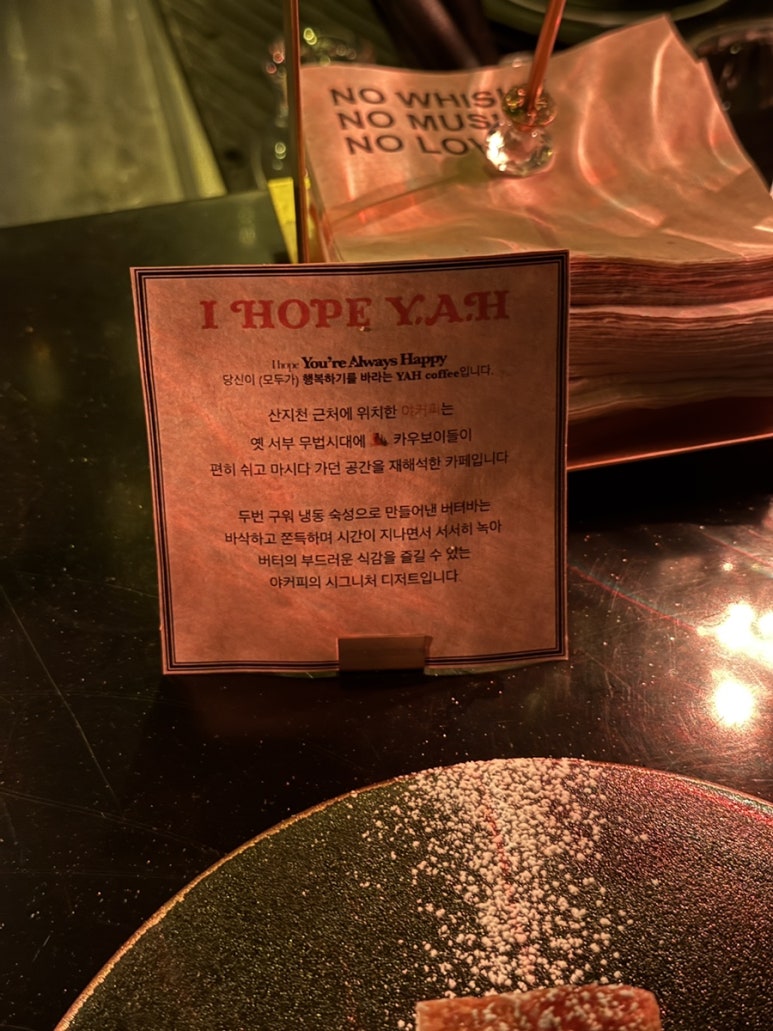 NO WHIS
NO MUSI
NO LOV
I HOPE Y.A.H
I hope You're Always Happy
당신이 (모두가) 행복하기를 바라는 YAH coffee입니다.
산지천 근처에 위치한 야커피는
옛 서부 무법시대에 카우보이들이
편히 쉬고 마시다 가던 공간을 재해석한 카페입니다
두번 구워 냉동 숙성으로 만들어낸 버터바는
바삭하고 쫀득하며 시간이 지나면서 서서히 녹아
버터의 부드러운 식감을 즐길 수 있는
야커피의 시그니처 디저트입니다.